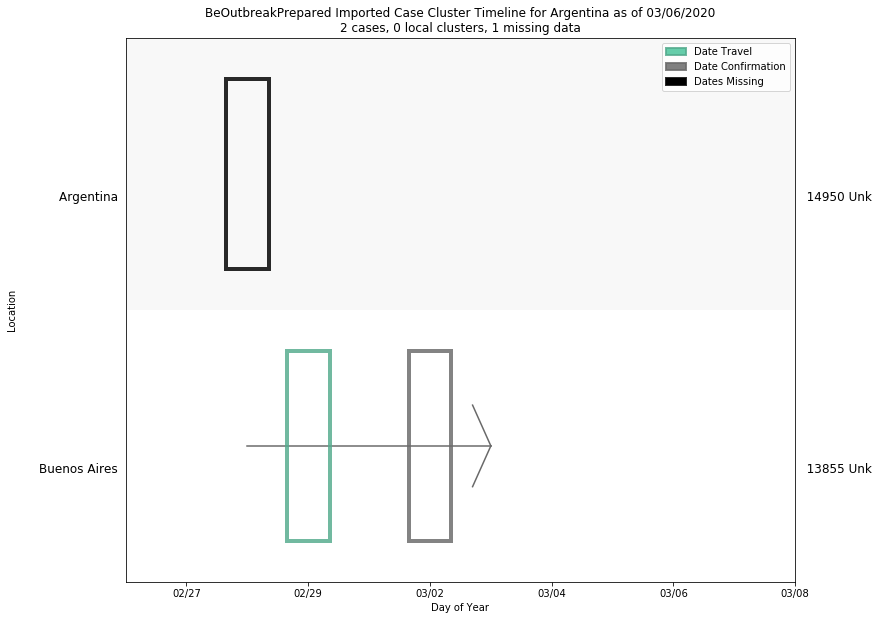 BeOutbreakPrepared Imported Case Cluster Timeline for Argentina as of 03/06/2020
2 cases, 0 local clusters, 1 missing data
Date Travel
Date Confirmation
Dates Missing
Argentina
14950 Unk
Location
Buenos Aires
13855 Unk
02/27
02/29
03/02
03/04
03/06
03/08
Day of Year